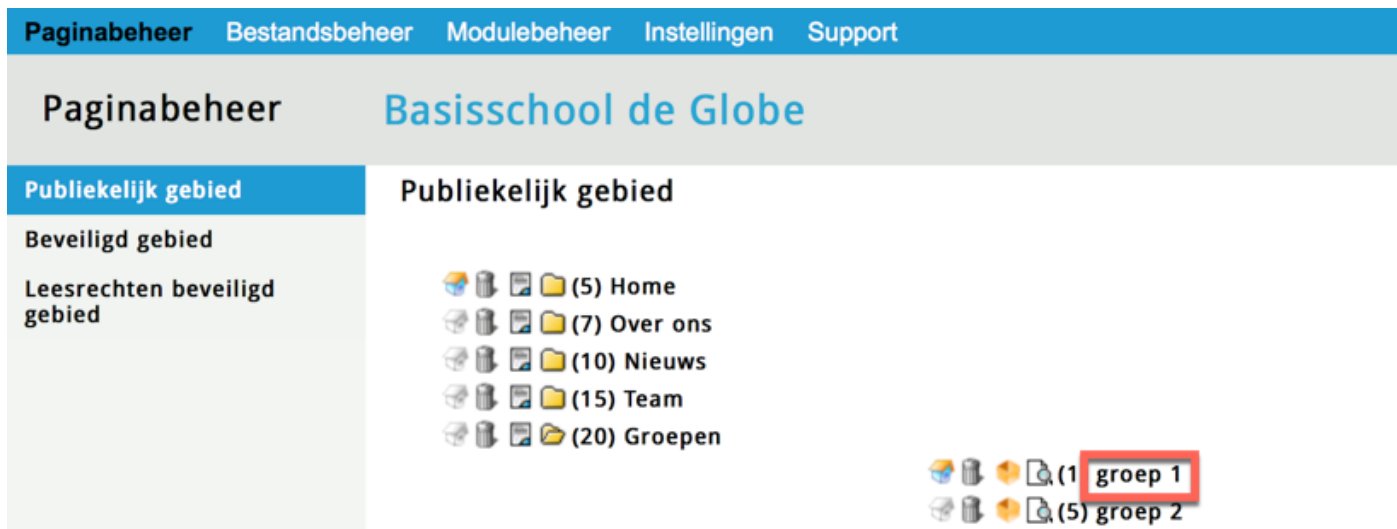 Paginabeheer Bestandsbeheer Modulebeheer Instellingen Support
Paginabeheer Basisschool de Globe
Publiekelijk gebied
Beveiligd gebied
Leesrechten beveiligd
gebied
Publiekelijk gebied
(5) Home
(7) Over ons
(10) Nieuws
(15) Team
(20) Groepen
(1 groep 1
(5) groep 2